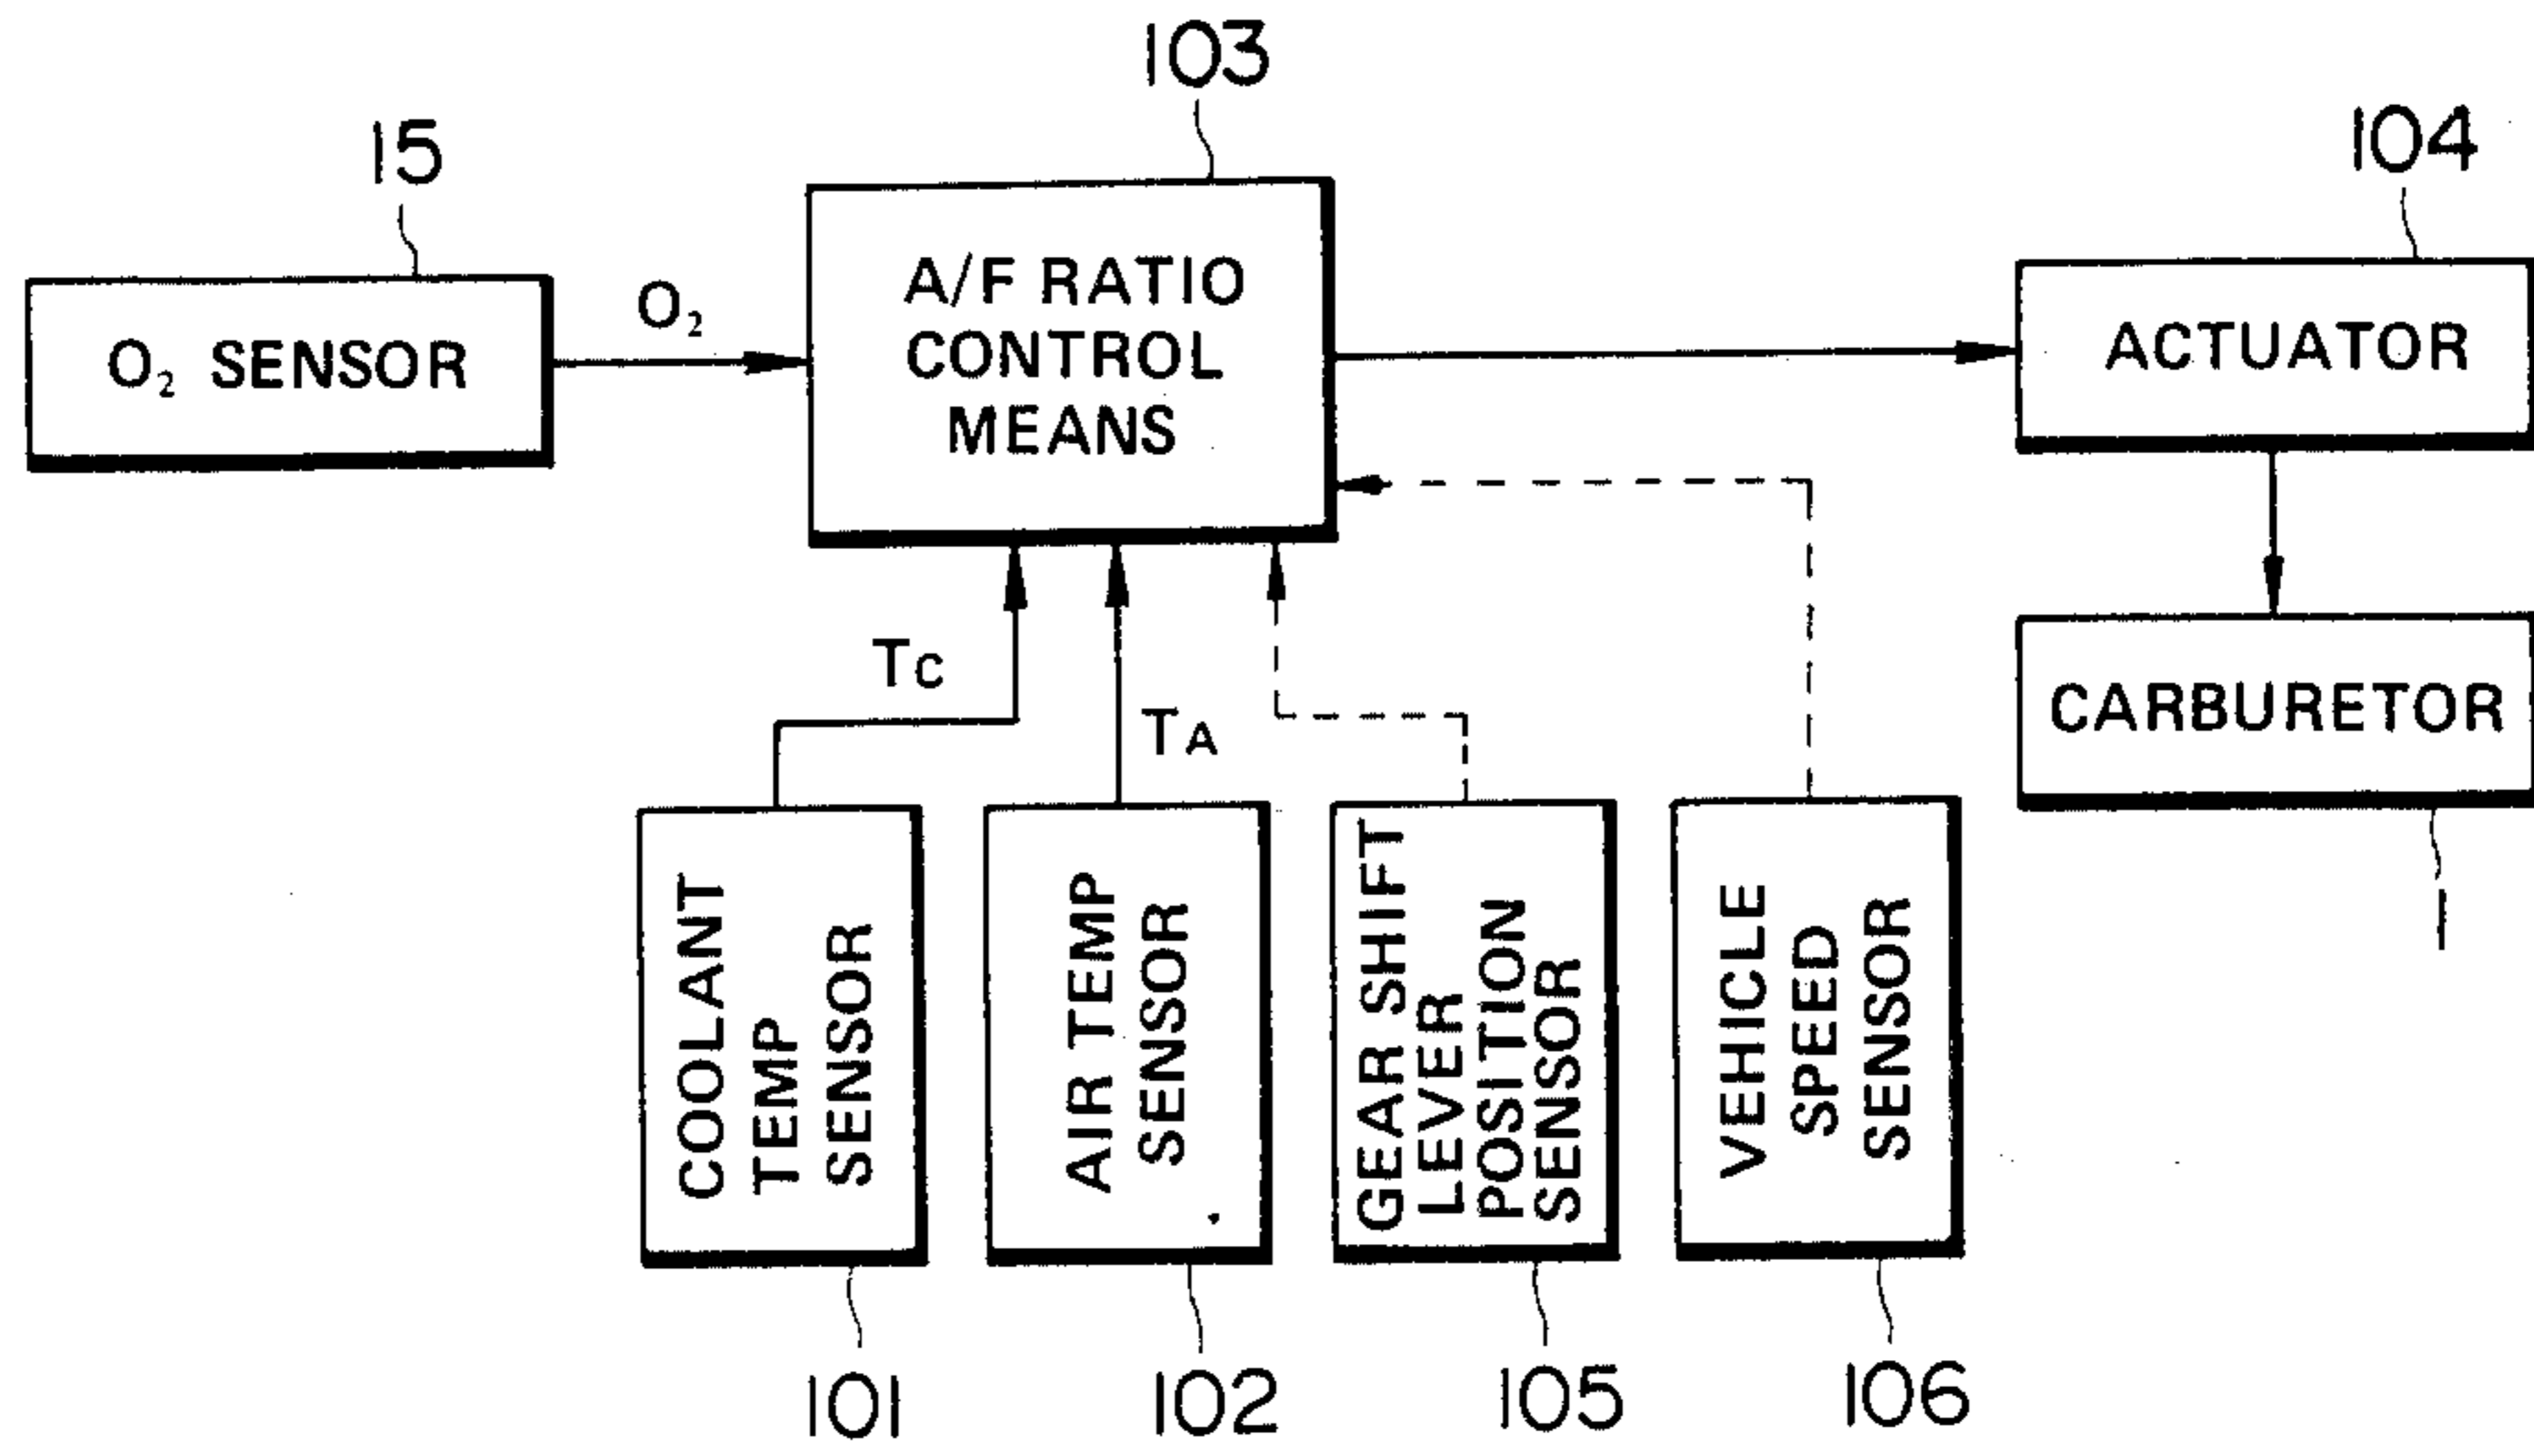 103
15
104
O₂ SENSOR
O₂
A/F RATIO
CONTROL
MEANS
ACTUATOR
TC
TA
CARBURETOR
1
COOLANT
TEMP
SENSOR
AIR TEMP
SENSOR
GEAR SHIFT
LEVER
POSITION
SENSOR
VEHICLE
SPEED
SENSOR
101
102
105
106